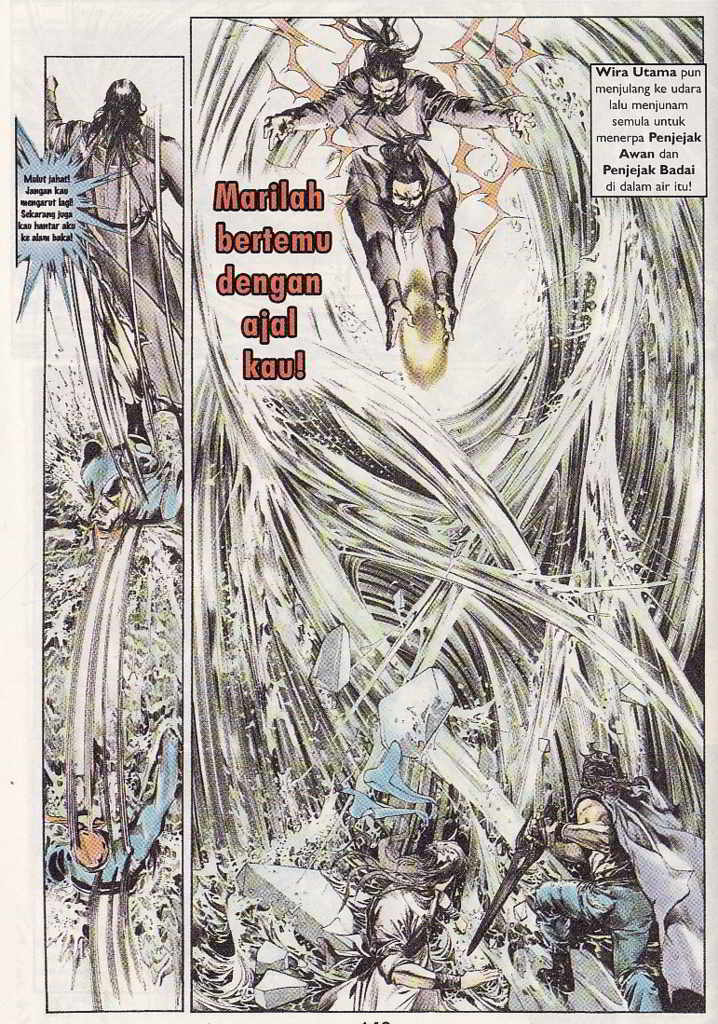 Mulut jahat!
Jangan kau
mengarut lagi!
Sekarang juga
kau hantar aku
ke alam baka!
Marilah
bertemu
dengan
ajal
kau!
Wira Utama pun
menjulang ke udara
lalu menjunam
semula untuk
menerpa Penjejak
Awan dan
Penjejak Badai
di dalam air itu!